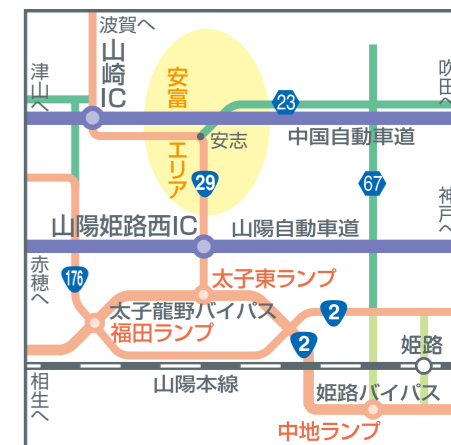 波賀へ
山崎
IC
津山へ
安富
エリア
吹田へ
23
中国自動車道
安志
29
67
神戸へ
山陽姫路西IC
山陽自動車道
赤穂へ
176
太子東ランプ
太子龍野バイパス
福田ランプ
2
2
姫路
相生へ
山陽本線
姫路バイパス
中地ランプ